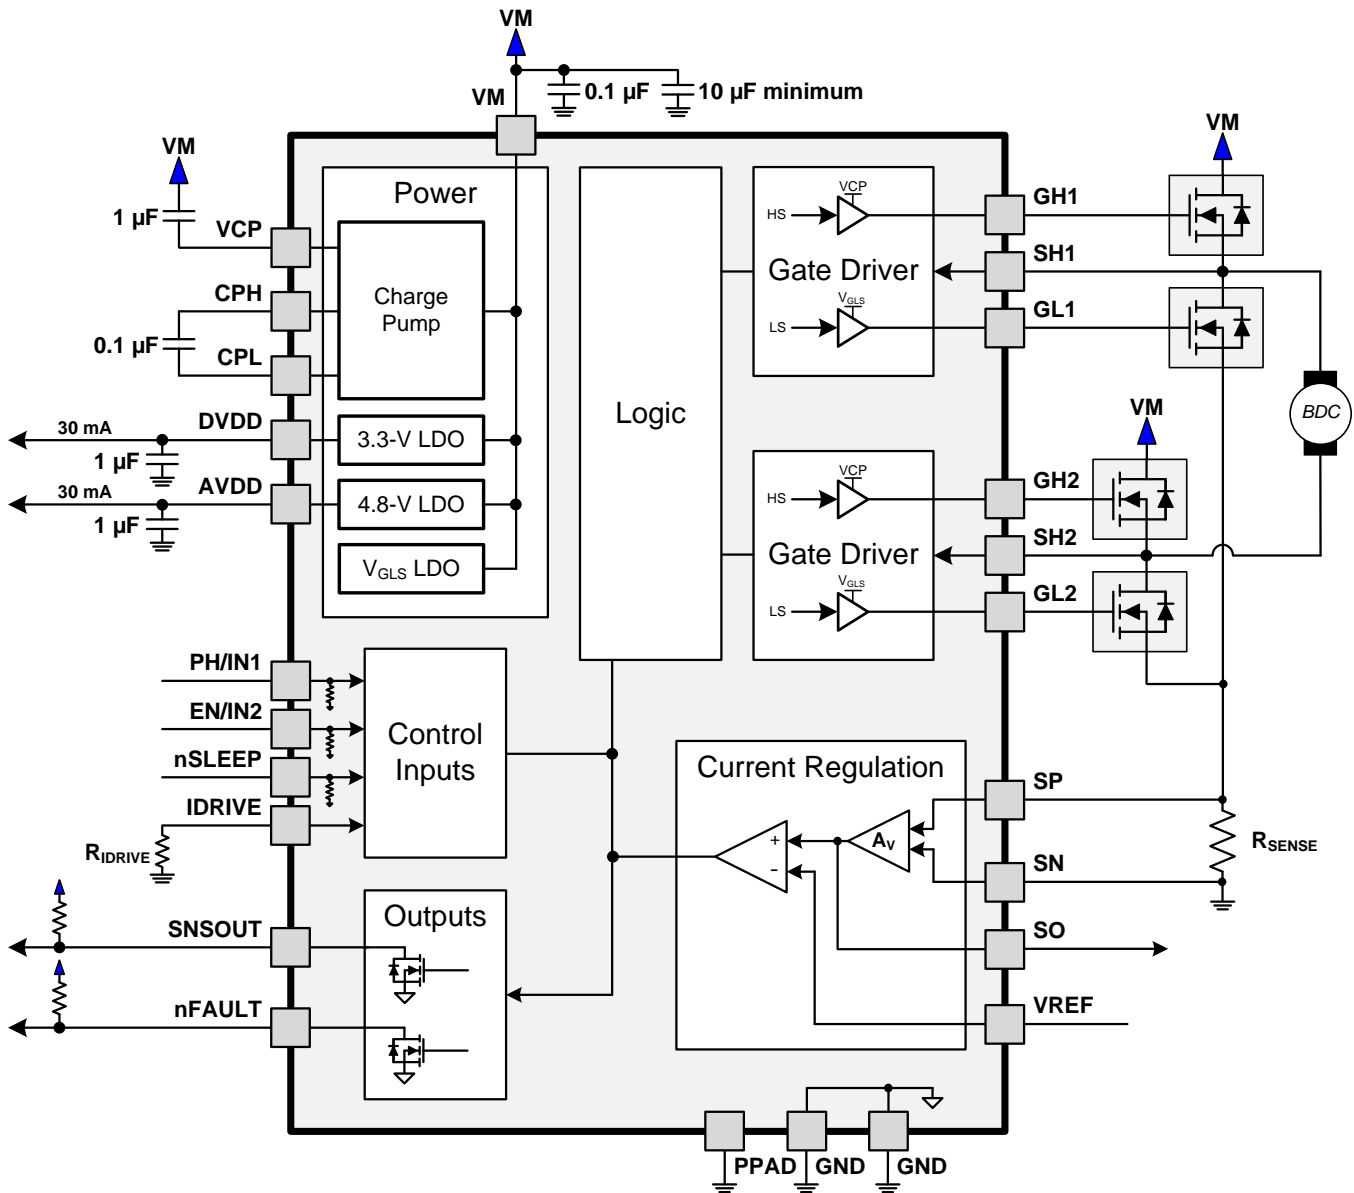 VM
VM
0.1 µF
10 µF minimum
VM
1 µF
VCP
CPH
0.1 µF
CPL
30 mA
DVDD
1 µF
30 mA
AVDD
1 µF
Power
Charge
Pump
3.3-V LDO
4.8-V LDO
VGLS LDO
Logic
VCP
HS
Gate Driver
VGLS
LS
VCP
HS
Gate Driver
VGLS
LS
GH1
SH1
GL1
VM
BDC
VM
GH2
SH2
GL2
PH/IN1
EN/IN2
nSLEEP
IDRIVE
RIDRIVE
Control
Inputs
SNSOUT
nFAULT
Outputs
Current Regulation
+
-
AV
SP
SN
RSENSE
SO
VREF
PPAD
GND
GND